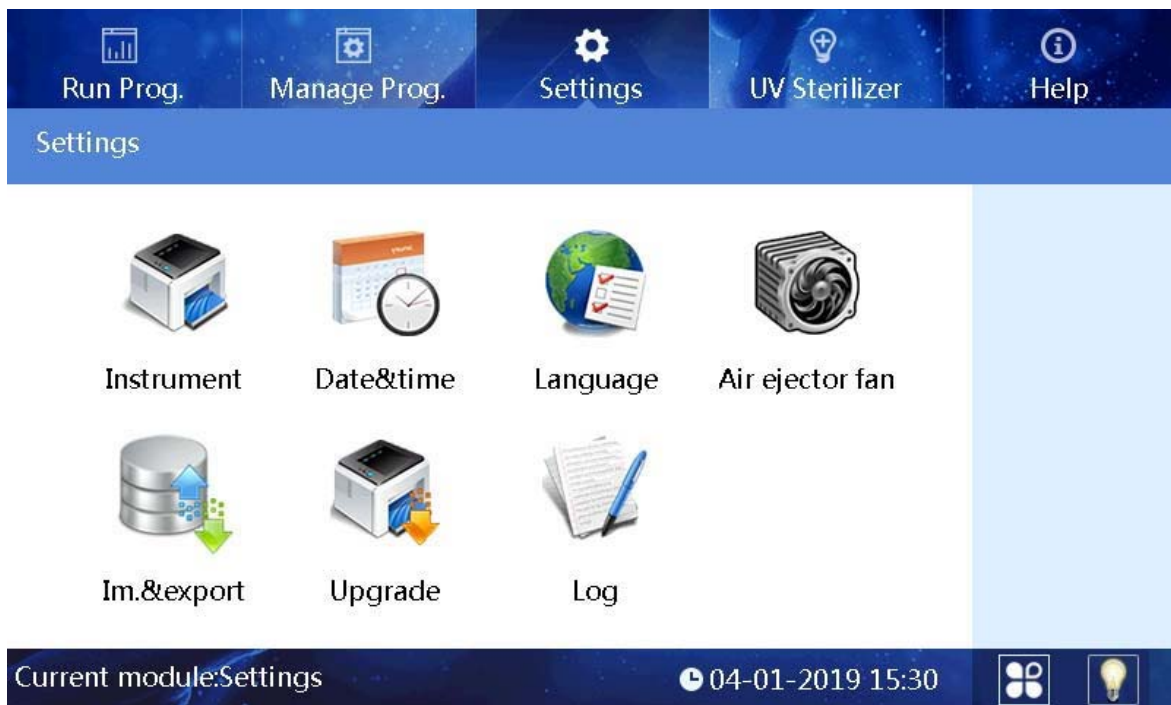 Run Prog. Manage Prog. Settings UV Sterilizer Help
Settings
Instrument Date&time Language Air ejector fan
Im.&export Upgrade Log
Current module:Settings 04-01-2019 15:30